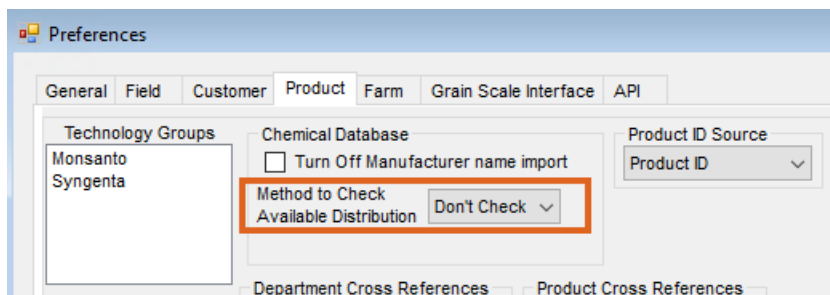 Preferences
General Field Customer Product Farm Grain Scale Interface API
Technology Groups
Monsanto
Syngenta
Chemical Database
Turn Off Manufacturer name import
Method to Check
Available Distribution
Don't Check
Product ID Source
Product ID
Department Cross References
Product Cross References